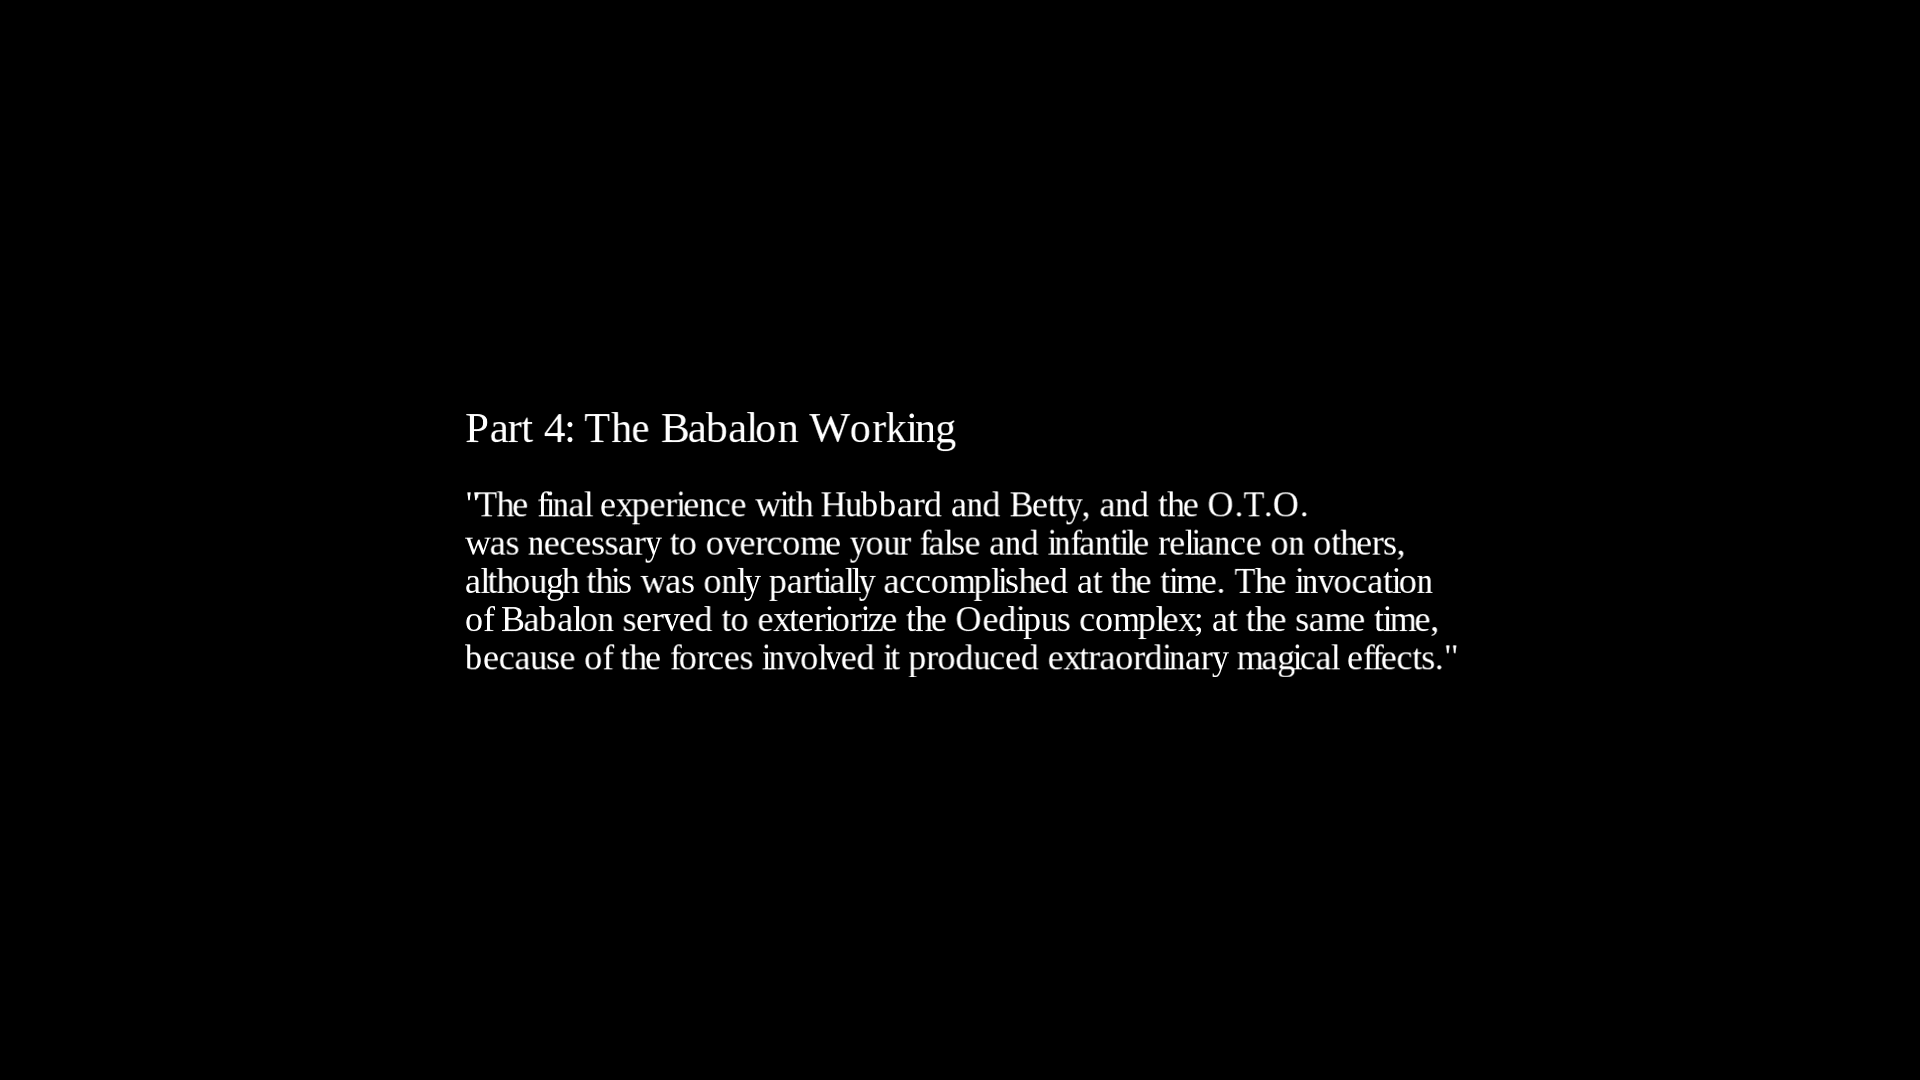 Part 4: The Babalon Working
"The final experience with Hubbard and Betty, and the O.T.O.
was necessary to overcome your false and infantile reliance on others,
although this was only partially accomplished at the time. The invocation
of Babalon served to exteriorize the Oedipus complex; at the same time,
because of the forces involved it produced extraordinary magical effects."